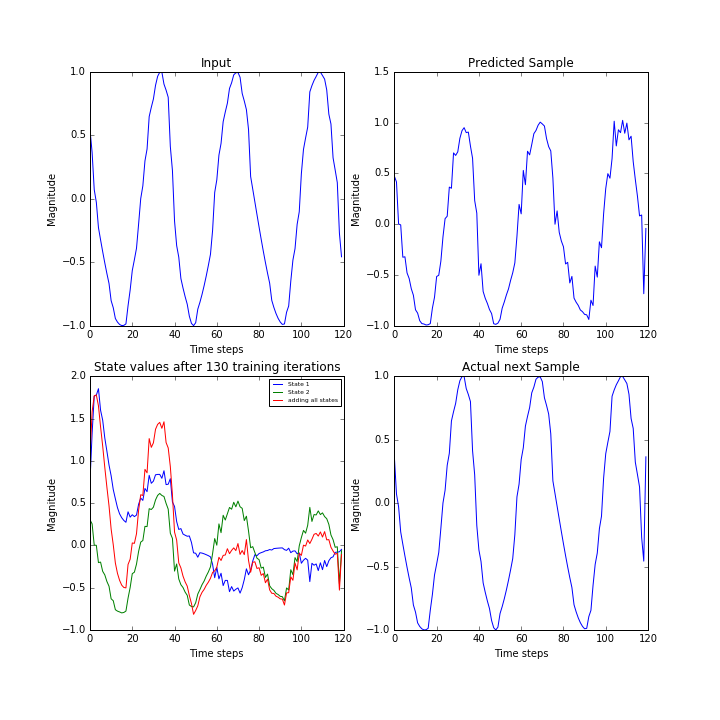 Input
Magnitude
1.0
0.5
0.0
−0.5
−1.0
0 20 40 60 80 100 120
Time steps
Predicted Sample
Magnitude
1.5
1.0
0.5
0.0
−0.5
−1.0
0 20 40 60 80 100 120
Time steps
State values after 130 training iterations
Magnitude
2.0
1.5
1.0
0.5
0.0
−0.5
−1.0
State 1
State 2
adding all states
0 20 40 60 80 100 120
Time steps
Actual next Sample
Magnitude
1.0
0.5
0.0
−0.5
−1.0
0 20 40 60 80 100 120
Time steps